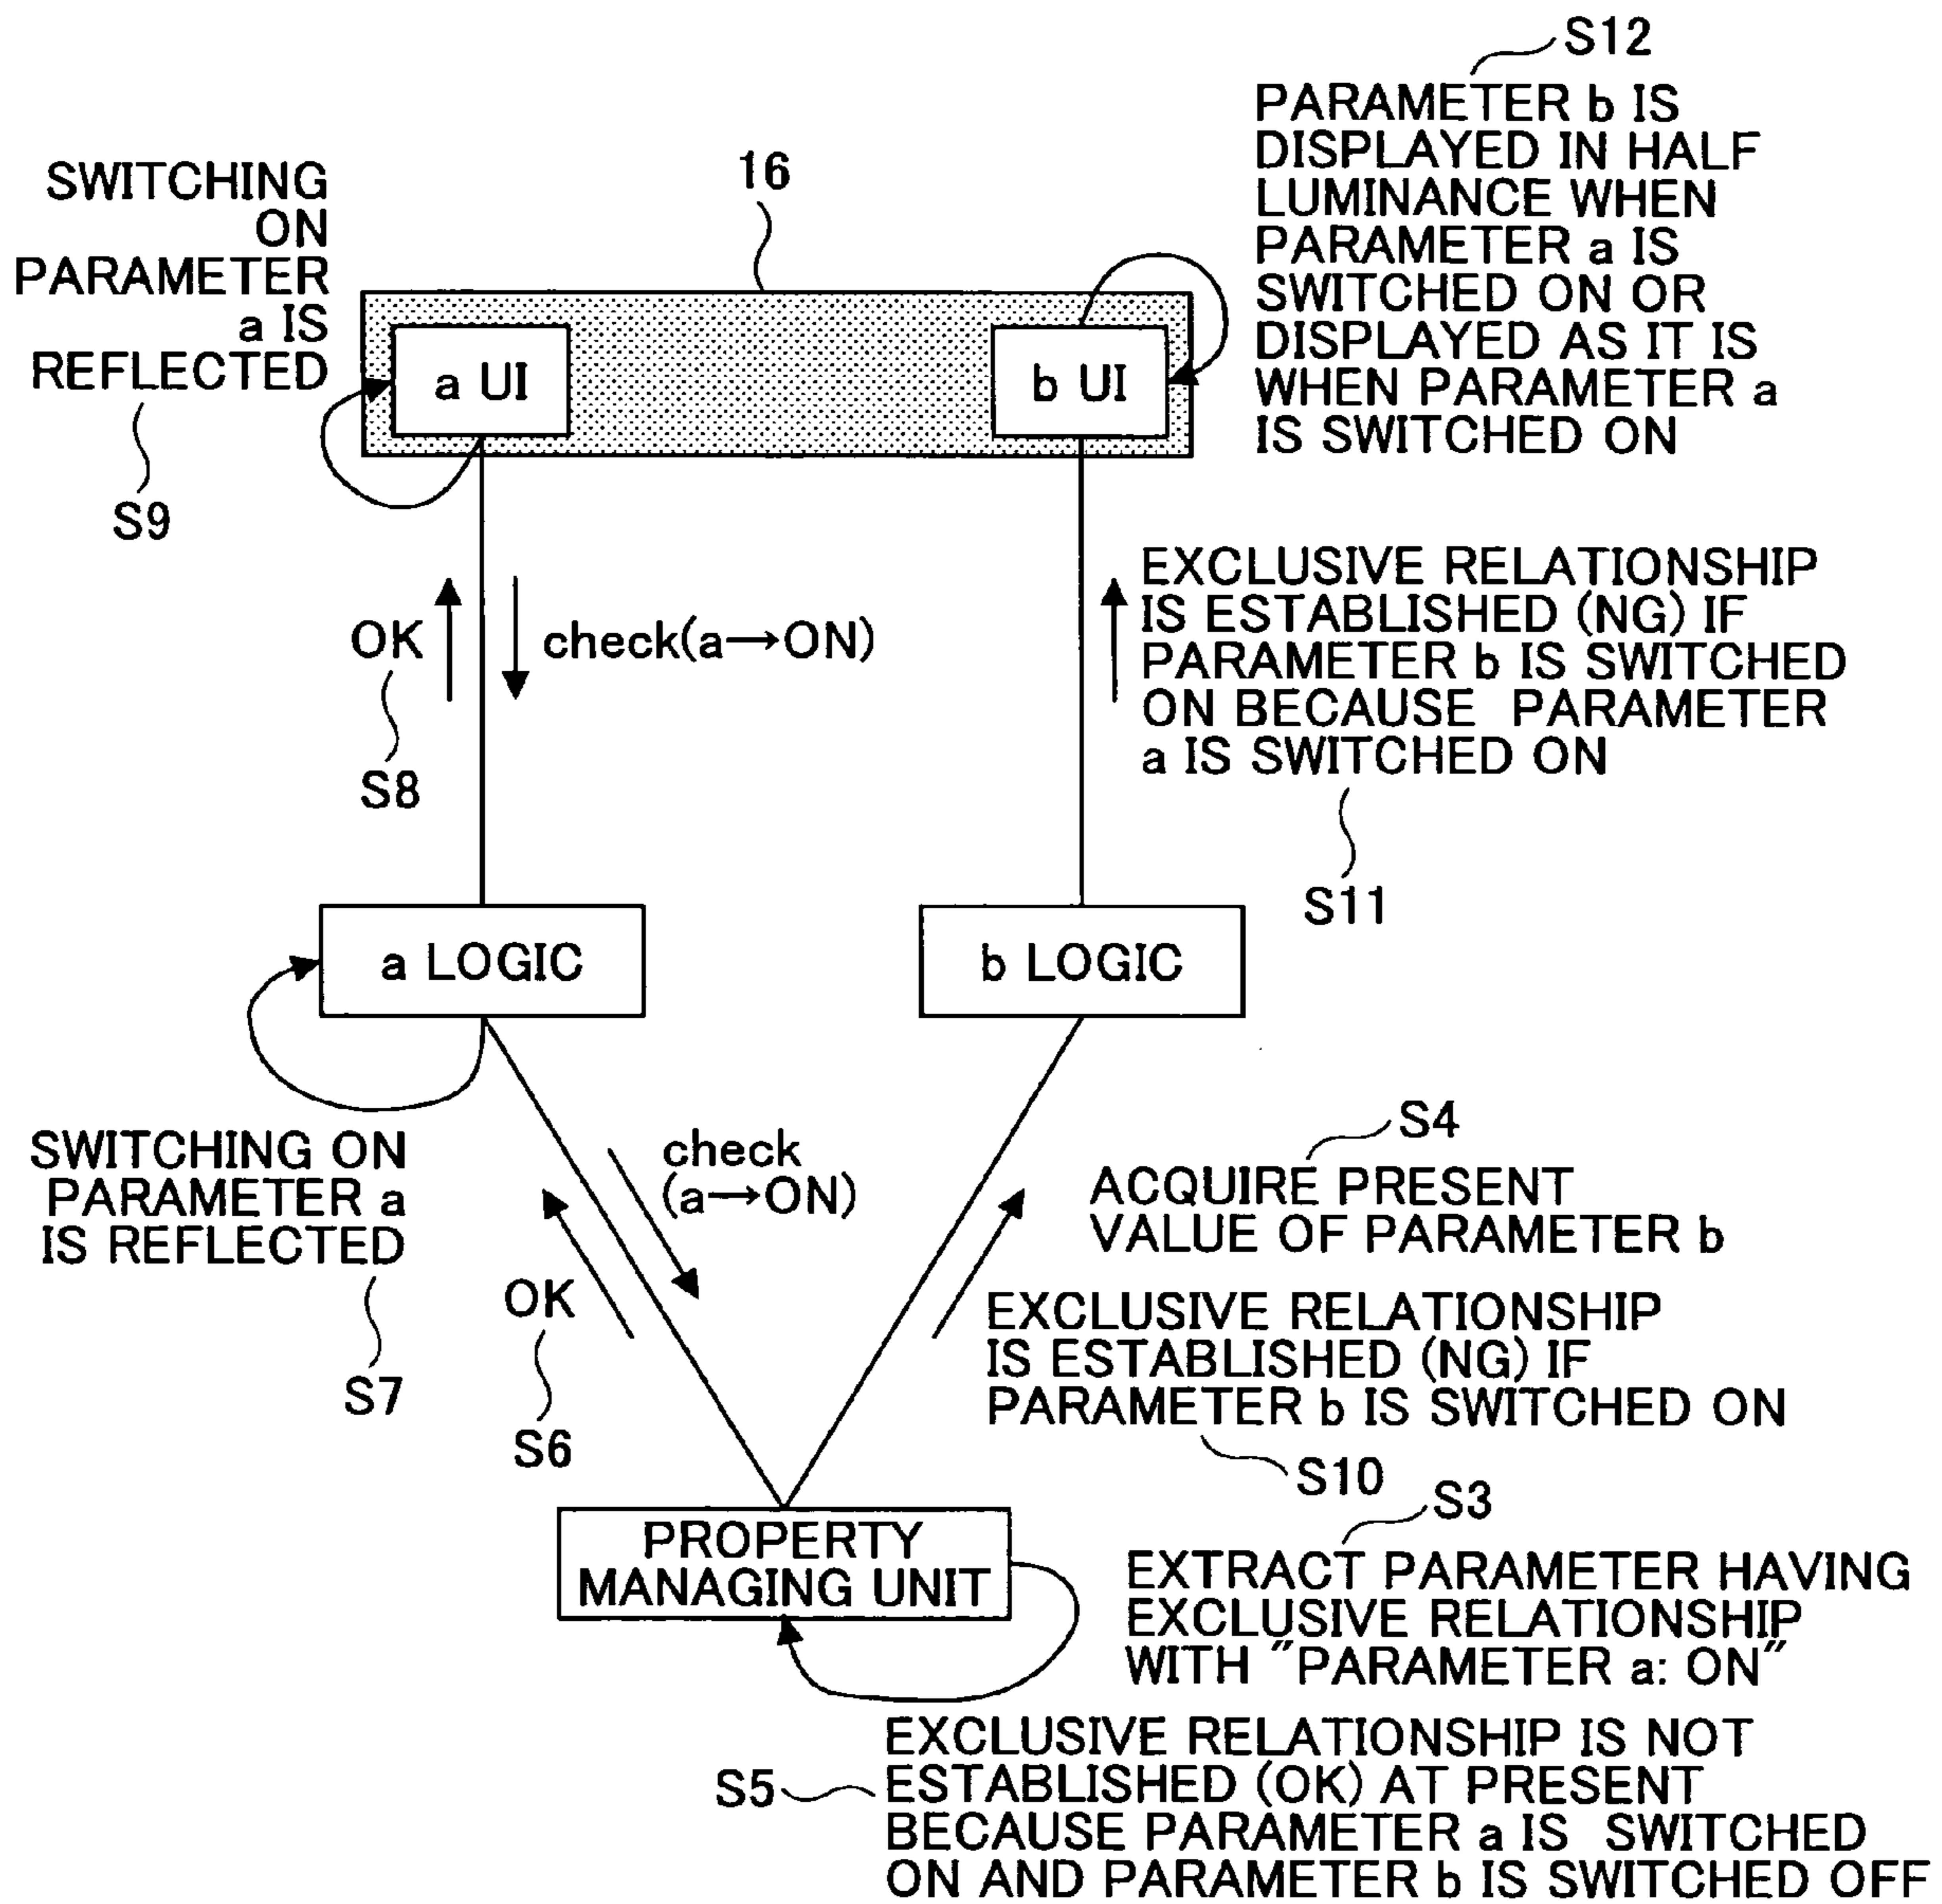 S12
PARAMETER b IS
DISPLAYED IN HALF
LUMINANCE WHEN
PARAMETER a IS
SWITCHED ON OR
DISPLAYED AS IT IS
WHEN PARAMETER a
IS SWITCHED ON
16
SWITCHING
ON
PARAMETER
a IS
REFLECTED
S9
a UI
b UI
OK
check(a→ON)
S8
EXCLUSIVE RELATIONSHIP
IS ESTABLISHED (NG) IF
PARAMETER b IS SWITCHED
ON BECAUSE PARAMETER
a IS SWITCHED ON
S11
a LOGIC
b LOGIC
SWITCHING ON
PARAMETER a
IS REFLECTED
S7
check
(a→ON)
OK
S6
S4
ACQUIRE PRESENT
VALUE OF PARAMETER b
EXCLUSIVE RELATIONSHIP
IS ESTABLISHED (NG) IF
PARAMETER b IS SWITCHED ON
S10
PROPERTY
MANAGING UNIT
S3
EXTRACT PARAMETER HAVING
EXCLUSIVE RELATIONSHIP
WITH "PARAMETER a: ON"
S5
EXCLUSIVE RELATIONSHIP IS NOT
ESTABLISHED (OK) AT PRESENT
BECAUSE PARAMETER a IS SWITCHED
ON AND PARAMETER b IS SWITCHED OFF